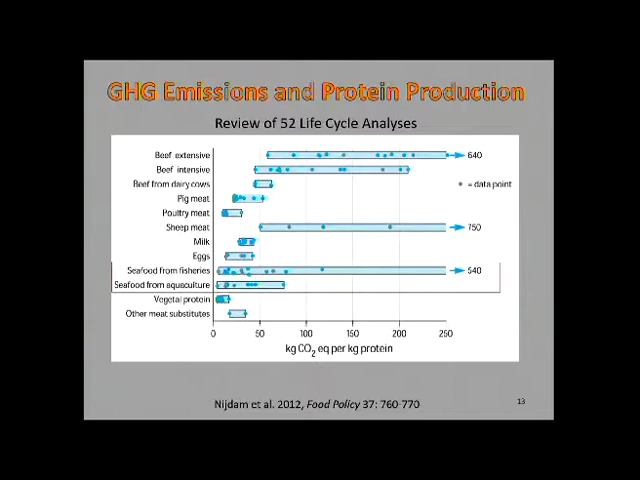 GHG Emissions and Protein Production
Review of 52 Life Cycle Analyses
Beef extensive
640
Beef intensive
Beef from dairy cows
= data point
Pig meat
Poultry meat
Sheep meat
750
Milk
Eggs
Seafood from fisheries
540
Seafood from aquaculture
Vegetal protein
Other meat substitutes
0 50 100 150 200 250
kg CO2 eq per kg protein
Nijdam et al. 2012, Food Policy 37: 760-770
13